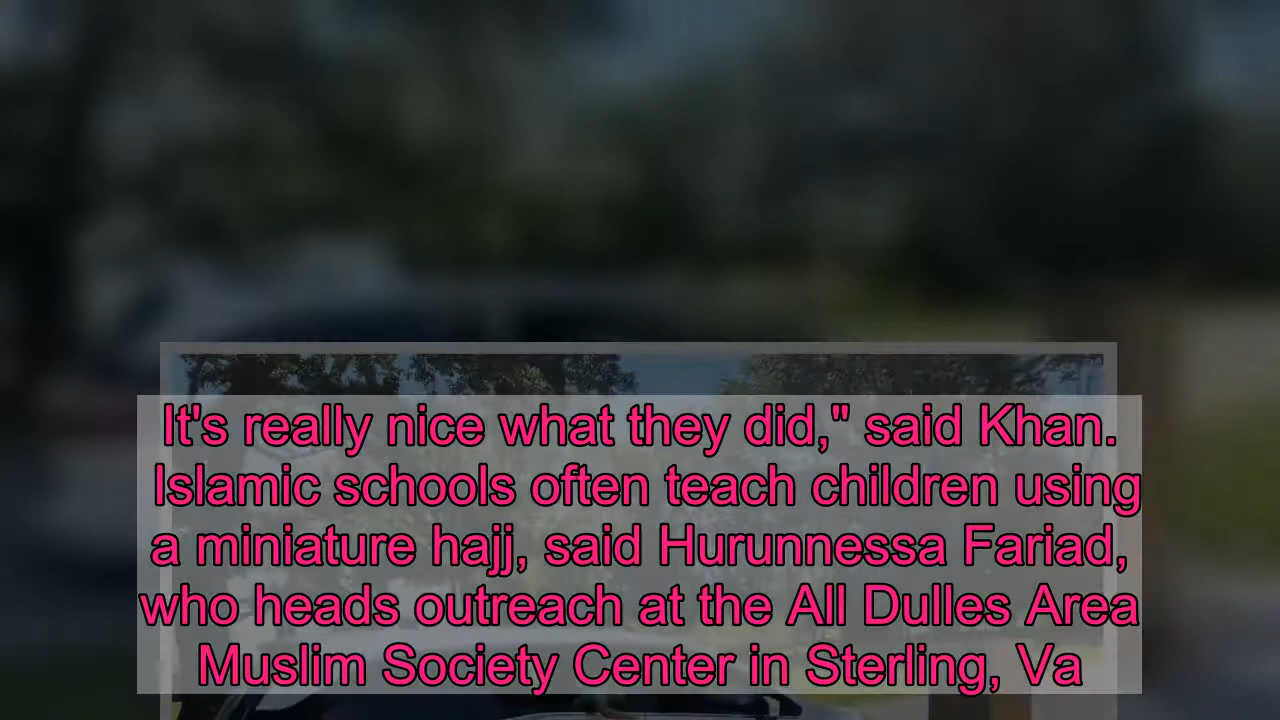 It's really nice what they did," said Khan.
Islamic schools often teach children using
a miniature hajj, said Hurunnessa Fariad,
who heads outreach at the All Dulles Area
Muslim Society Center in Sterling, Va